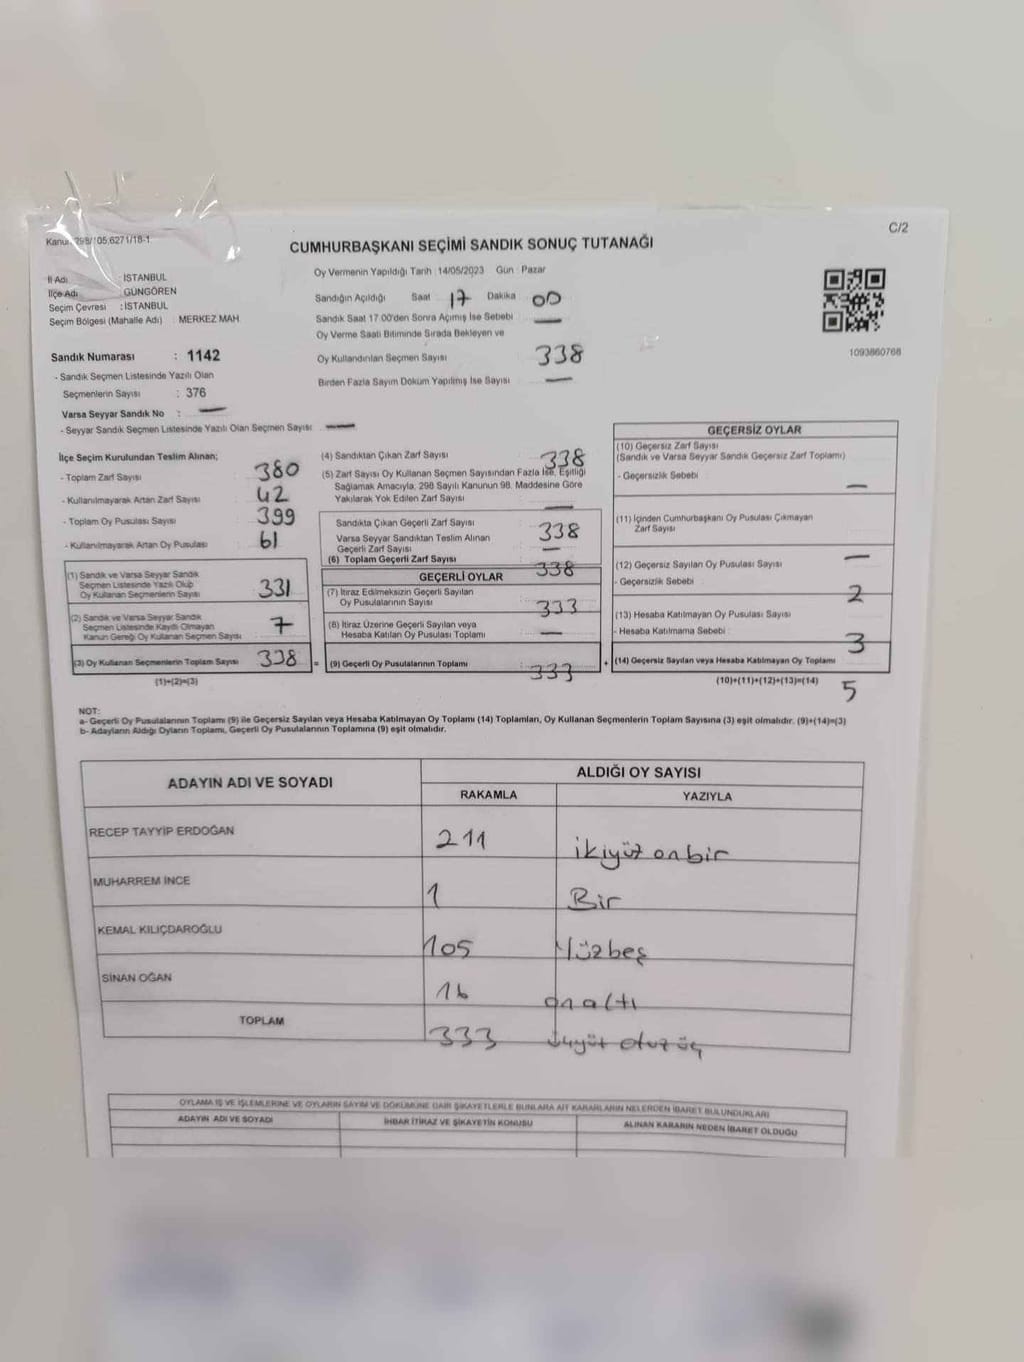 Kanun 298/105,6271/18-1
C/2
CUMHURBAŞKANI SEÇİMİ SANDIK SONUÇ TUTANAĞI
İl Adı : İSTANBUL
İlçe Adı : GÜNGÖREN
Seçim Çevresi : İSTANBUL
Seçim Bölgesi (Mahalle Adı) : MERKEZ MAH.
Sandık Numarası : 1142
- Sandık Seçmen Listesinde Yazılı Olan
Seçmenlerin Sayısı : 376
Varsa Seyyar Sandık No : —
- Seyyar Sandık Seçmen Listesinde Yazılı Olan Seçmen Sayısı : —
Oy Vermenin Yapıldığı Tarih : 14/05/2023 Gün : Pazar
Sandığın Açıldığı Saat 17 Dakika 00
Sandık Saat 17.00'den Sonra Açımış İse Sebebi —
Oy Verme Saati Bitiminde Sırada Bekleyen ve
Oy Kullandırılan Seçmen Sayısı 338
Birden Fazla Sayım Döküm Yapılmış İse Sayısı —
1093860766
İlçe Seçim Kurulundan Teslim Alınan;
- Toplam Zarf Sayısı 380
- Kullanılmayarak Artan Zarf Sayısı 42
- Toplam Oy Pusulası Sayısı 399
- Kullanılmayarak Artan Oy Pusulası 61
(1) Sandık ve Varsa Seyyar Sandık
Seçmen Listesinde Yazılı Olup
Oy Kullanan Seçmenlerin Sayısı 331
(2) Sandık ve Varsa Seyyar Sandık
Seçmen Listesinde Kayıtlı Olmayan
Kanun Gereği Oy Kullanan Seçmen Sayısı 7
(3) Oy Kullanan Seçmenlerin Toplam Sayısı 338 =
(1)+(2)=(3)
(4) Sandıktan Çıkan Zarf Sayısı 338
(5) Zarf Sayısı Oy Kullanan Seçmen Sayısından Fazla İse, Eşitliği
Sağlamak Amacıyla, 298 Sayılı Kanunun 98. Maddesine Göre
Yakılarak Yok Edilen Zarf Sayısı —
Sandıkta Çıkan Geçerli Zarf Sayısı 338
Varsa Seyyar Sandıktan Teslim Alınan
Geçerli Zarf Sayısı —
(6) Toplam Geçerli Zarf Sayısı 338
GEÇERLİ OYLAR
(7) İtiraz Edilmeksizin Geçerli Sayılan
Oy Pusulalarının Sayısı 333
(8) İtiraz Üzerine Geçerli Sayılan veya
Hesaba Katılan Oy Pusulası Toplamı —
(9) Geçerli Oy Pusulalarının Toplamı 333 +
GEÇERSİZ OYLAR
(10) Geçersiz Zarf Sayısı
(Sandık ve Varsa Seyyar Sandık Geçersiz Zarf Toplamı)
- Geçersizlik Sebebi —
(11) İçinden Cumhurbaşkanı Oy Pusulası Çıkmayan
Zarf Sayısı —
(12) Geçersiz Sayılan Oy Pusulası Sayısı
- Geçersizlik Sebebi 2
(13) Hesaba Katılmayan Oy Pusulası Sayısı
- Hesaba Katılmama Sebebi 3
(14) Geçersiz Sayılan veya Hesaba Katılmayan Oy Toplamı
(10)+(11)+(12)+(13)=(14) 5
NOT:
a- Geçerli Oy Pusulalarının Toplamı (9) ile Geçersiz Sayılan veya Hesaba Katılmayan Oy Toplamı (14) Toplamları, Oy Kullanan Seçmenlerin Toplam Sayısına (3) eşit olmalıdır. (9)+(14)=(3)
b- Adayların Aldığı Oyların Toplamı, Geçerli Oy Pusulalarının Toplamına (9) eşit olmalıdır.
ADAYIN ADI VE SOYADI ALDIĞI OY SAYISI
RAKAMLA YAZIYLA
RECEP TAYYİP ERDOĞAN 211 ikiyüz onbir
MUHARREM İNCE 1 Bir
KEMAL KILIÇDAROĞLU 105 Yüzbeş
SİNAN OĞAN 16 onaltı
TOPLAM 333 üçyüz otuz üç
OYLAMA İŞ VE İŞLEMLERİNE VE OYLARIN SAYIM VE DÖKÜMÜNE DAİR ŞİKAYETLERLE BUNLARA AİT KARARLARIN NELERDEN İBARET BULUNDUKLARI
ADAYIN ADI VE SOYADI İHBAR İTİRAZ VE ŞİKAYETİN KONUSU ALINAN KARARIN NEDEN İBARET OLDUĞU